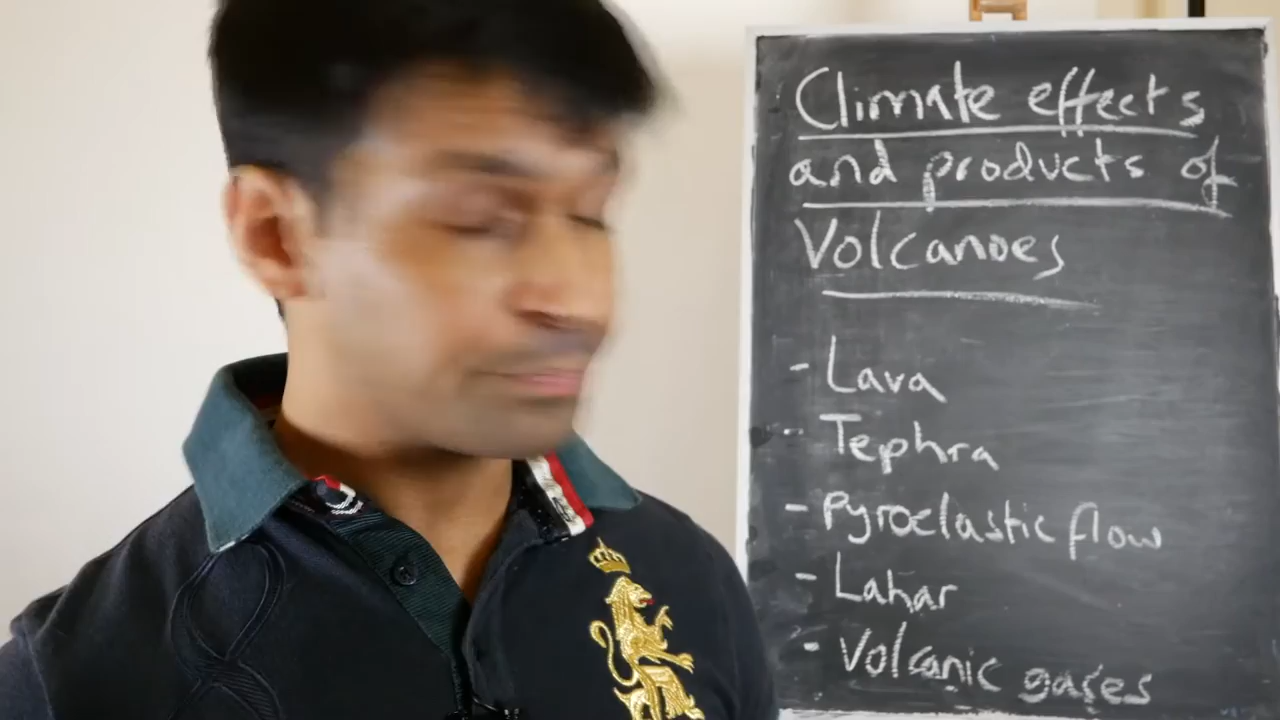 Climate effects
and products of
Volcanoes
- Lava
- Tephra
- Pyroclastic flow
- Lahar
- Volcanic gases